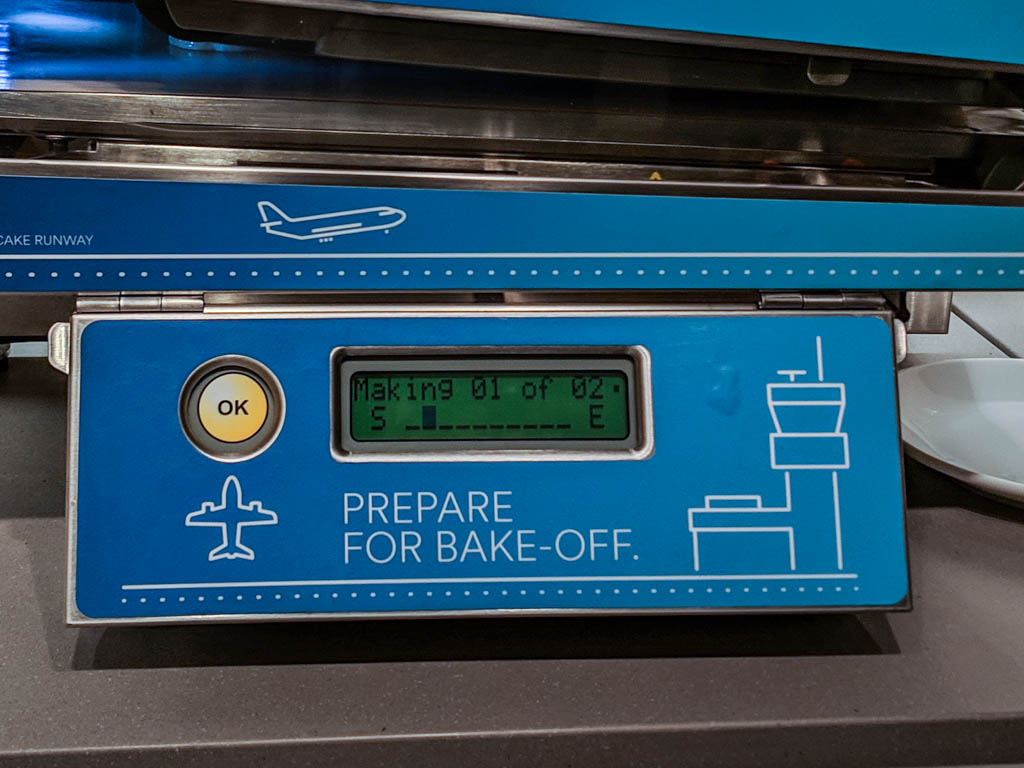 CAKE RUNWAY
OK
Making 01 of 02
S E
PREPARE
FOR BAKE-OFF.